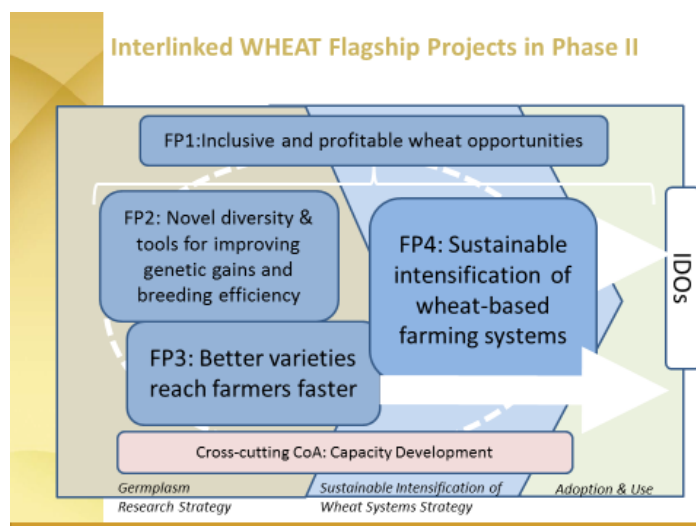 Interlinked WHEAT Flagship Projects in Phase II
FP1:Inclusive and profitable wheat opportunities
FP2: Novel diversity &
tools for improving
genetic gains and
breeding efficiency
FP4: Sustainable
intensification of
wheat-based
farming systems
IDOs
FP3: Better varieties
reach farmers faster
Cross-cutting CoA: Capacity Development
Germplasm
Research Strategy
Sustainable Intensification of
Wheat Systems Strategy
Adoption & Use